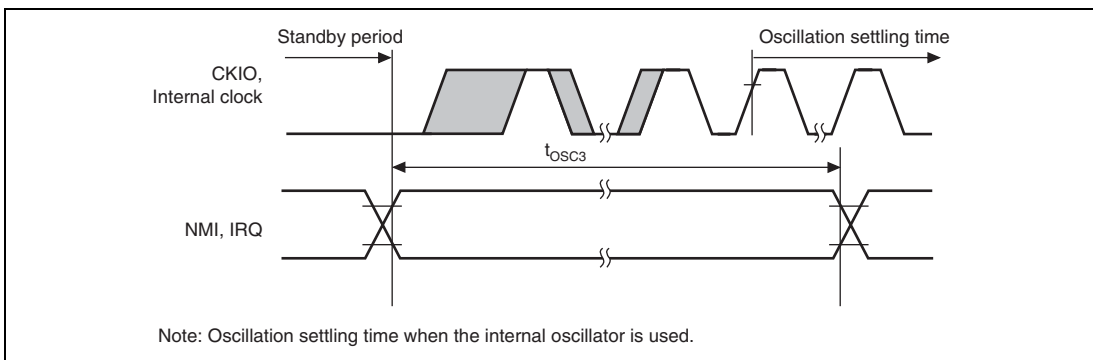 Standby period
Oscillation settling time
CKIO,
Internal clock
tOSC3
NMI, IRQ
Note: Oscillation settling time when the internal oscillator is used.